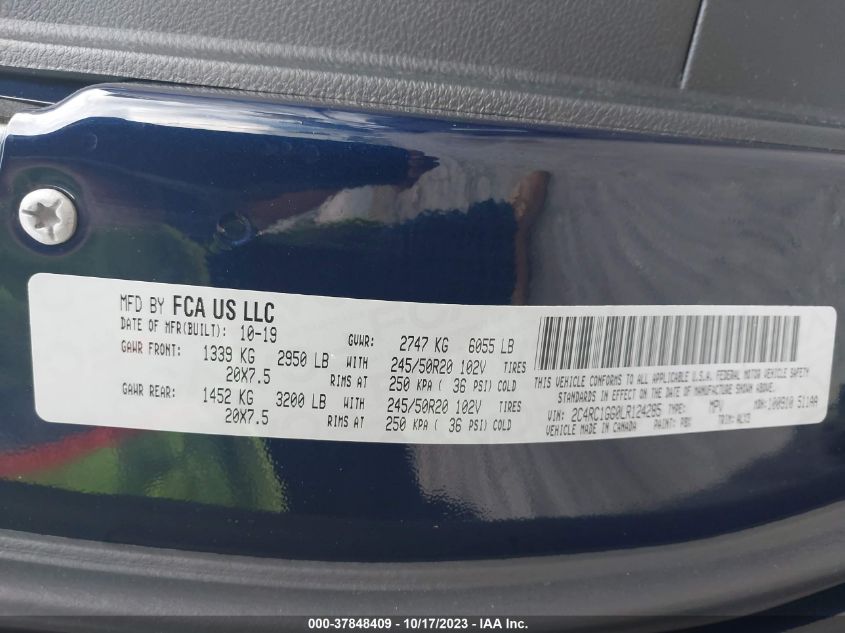 MFD BY FCA US LLC
DATE OF MFR(BUILT): 10-19 GVWR: 2747 KG 6055 LB
GAWR FRONT: 1339 KG 2950 LB WITH 245/50R20 102V TIRES
20X7.5 RIMS AT 250 KPA ( 36 PSI) COLD
GAWR REAR: 1452 KG 3200 LB WITH 245/50R20 102V TIRES
20X7.5 RIMS AT 250 KPA ( 36 PSI) COLD
THIS VEHICLE CONFORMS TO ALL APPLICABLE U.S.A. FEDERAL MOTOR VEHICLE SAFETY
STANDARDS IN EFFECT ON THE DATE OF MANUFACTURE SHOWN ABOVE.
VIN: 2C4RC1GG0LR124285 TYPE: MPV MDH: 100910 511AA
VEHICLE MADE IN CANADA PAINT: PBX TRIM:
000-37848409 - 10/17/2023 - IAA Inc.